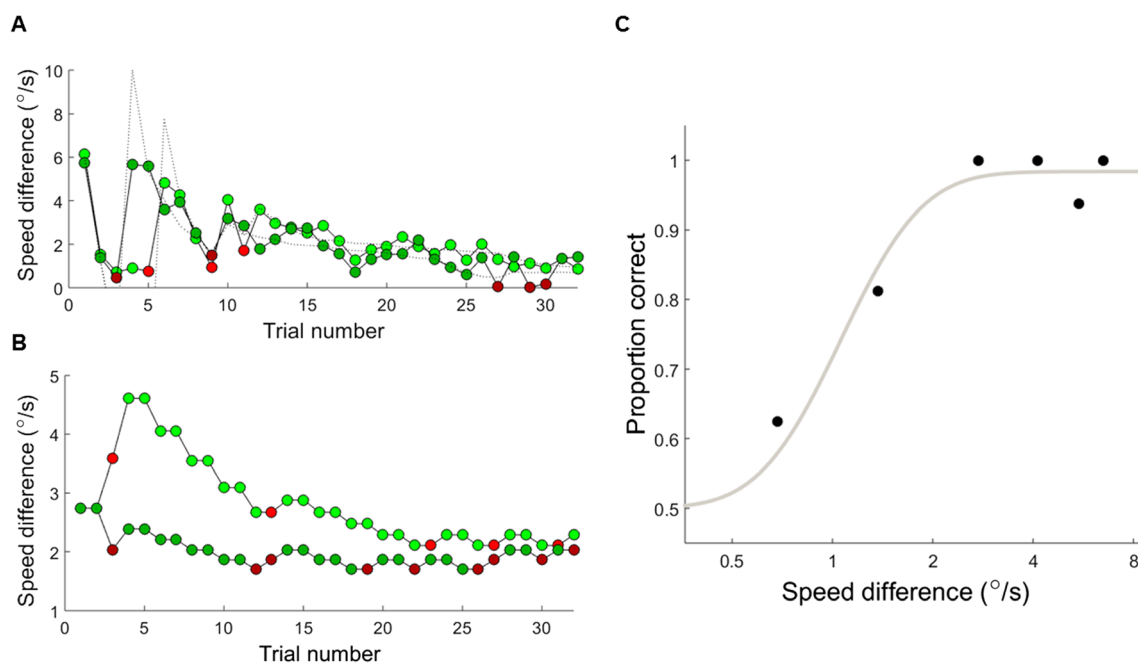 A
Speed difference (°/s)
10
8
6
4
2
0
0 5 10 15 20 25 30
Trial number
B
Speed difference (°/s)
5
4
3
2
1
0 5 10 15 20 25 30
Trial number
C
Proportion correct
1
0.9
0.8
0.7
0.6
0.5
0.5 1 2 4 8
Speed difference (°/s)